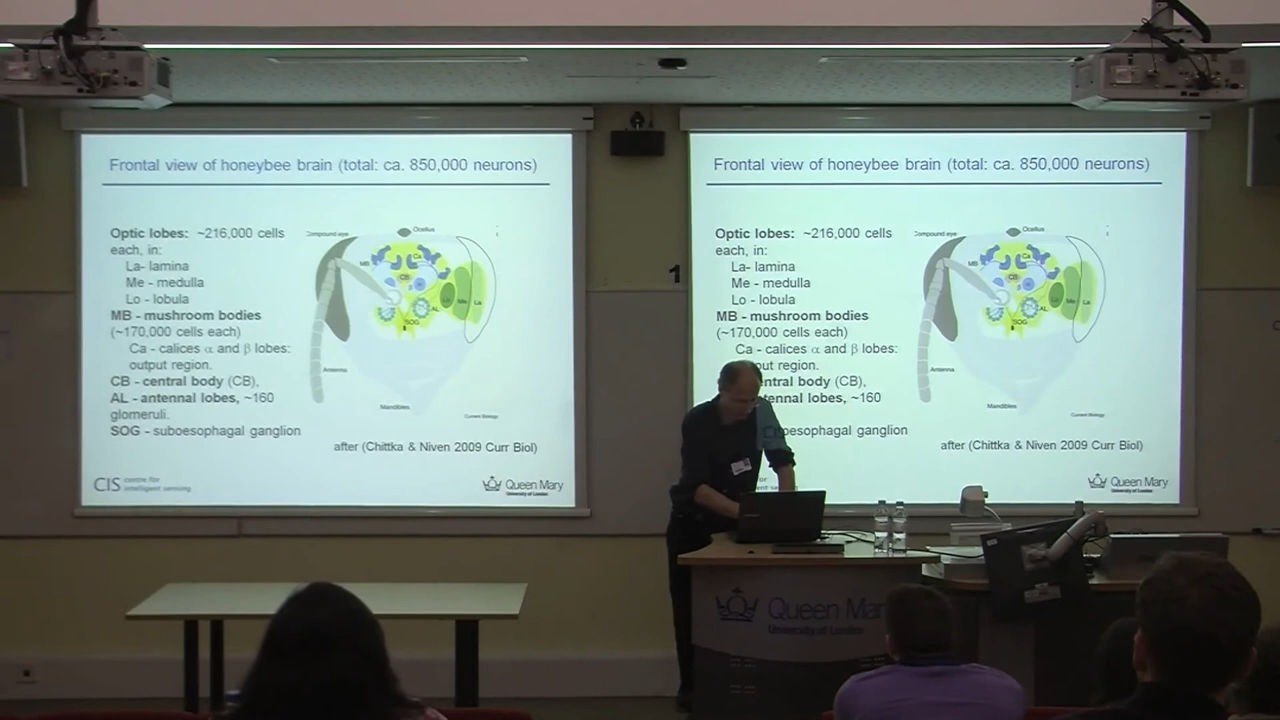 Frontal view of honeybee brain (total: ca. 850,000 neurons)
Optic lobes: ~216,000 cells
each, in:
La- lamina
Me - medulla
Lo - lobula
MB - mushroom bodies
(~170,000 cells each)
Ca - calices α and β lobes:
output region.
CB - central body (CB),
AL - antennal lobes, ~160
glomeruli.
SOG - suboesophagal ganglion
Compound eye
Ocellus
MB
Ca
CB
Lo
Me
La
AL
SOG
Antenna
Mandibles
Current Biology
after (Chittka & Niven 2009 Curr Biol)
CIS centre for
intelligent sensing
Queen Mary
University of London
Frontal view of honeybee brain (total: ca. 850,000 neurons)
Optic lobes: ~216,000 cells
each, in:
La- lamina
Me - medulla
Lo - lobula
MB - mushroom bodies
(~170,000 cells each)
Ca - calices α and β lobes:
put region.
entral body (CB),
tennal lobes, ~160
oesophagal ganglion
Compound eye
Ocellus
MB
Ca
CB
Lo
Me
La
AL
SOG
Antenna
Mandibles
Current Biology
after (Chittka & Niven 2009 Curr Biol)
CIS
Queen Mary
University of London
1
Queen Mar
University of London